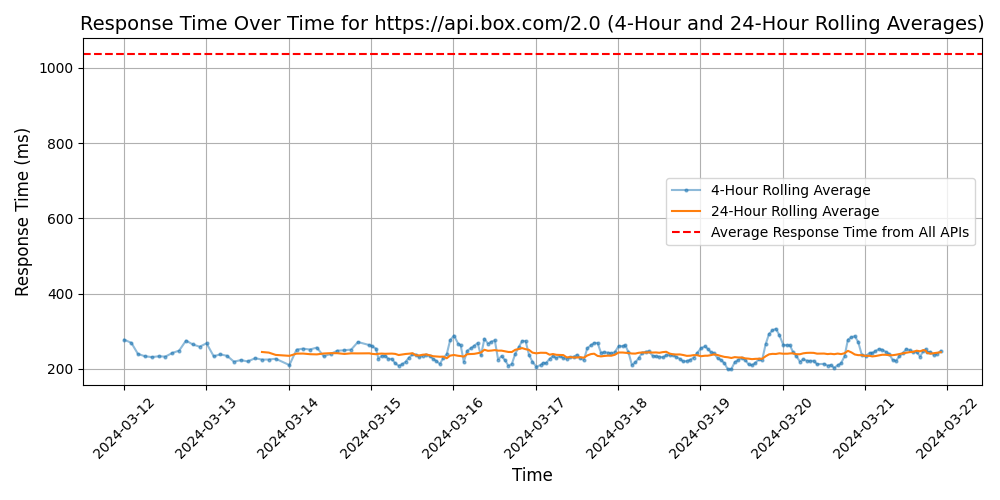 Response Time Over Time for https://api.box.com/2.0 (4-Hour and 24-Hour Rolling Averages)
Response Time (ms)
1000
800
600
400
200
4-Hour Rolling Average
24-Hour Rolling Average
Average Response Time from All APIs
2024-03-12
2024-03-13
2024-03-14
2024-03-15
2024-03-16
2024-03-17
2024-03-18
2024-03-19
2024-03-20
2024-03-21
2024-03-22
Time